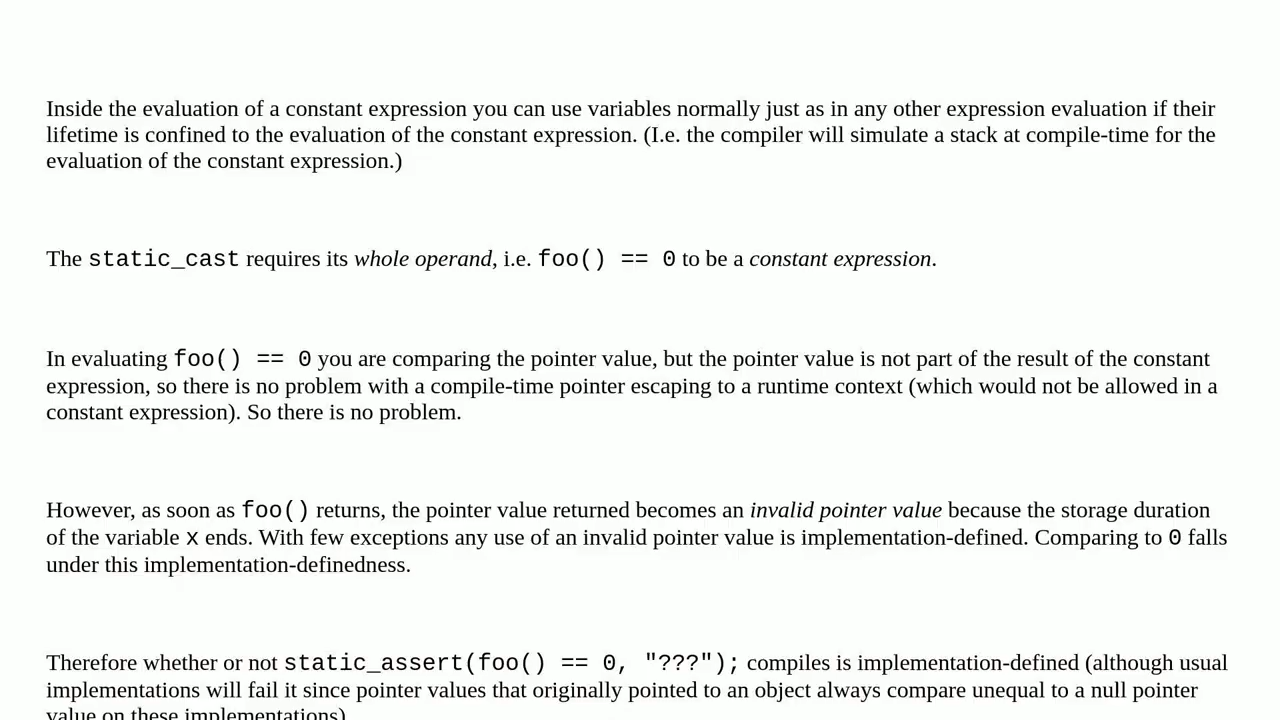 Inside the evaluation of a constant expression you can use variables normally just as in any other expression evaluation if their
lifetime is confined to the evaluation of the constant expression. (I.e. the compiler will simulate a stack at compile-time for the
evaluation of the constant expression.)
The static_cast requires its whole operand, i.e. foo() == 0 to be a constant expression.
In evaluating foo() == 0 you are comparing the pointer value, but the pointer value is not part of the result of the constant
expression, so there is no problem with a compile-time pointer escaping to a runtime context (which would not be allowed in a
constant expression). So there is no problem.
However, as soon as foo() returns, the pointer value returned becomes an invalid pointer value because the storage duration
of the variable x ends. With few exceptions any use of an invalid pointer value is implementation-defined. Comparing to 0 falls
under this implementation-definedness.
Therefore whether or not static_assert(foo() == 0, "???"); compiles is implementation-defined (although usual
implementations will fail it since pointer values that originally pointed to an object always compare unequal to a null pointer
value on these implementations)